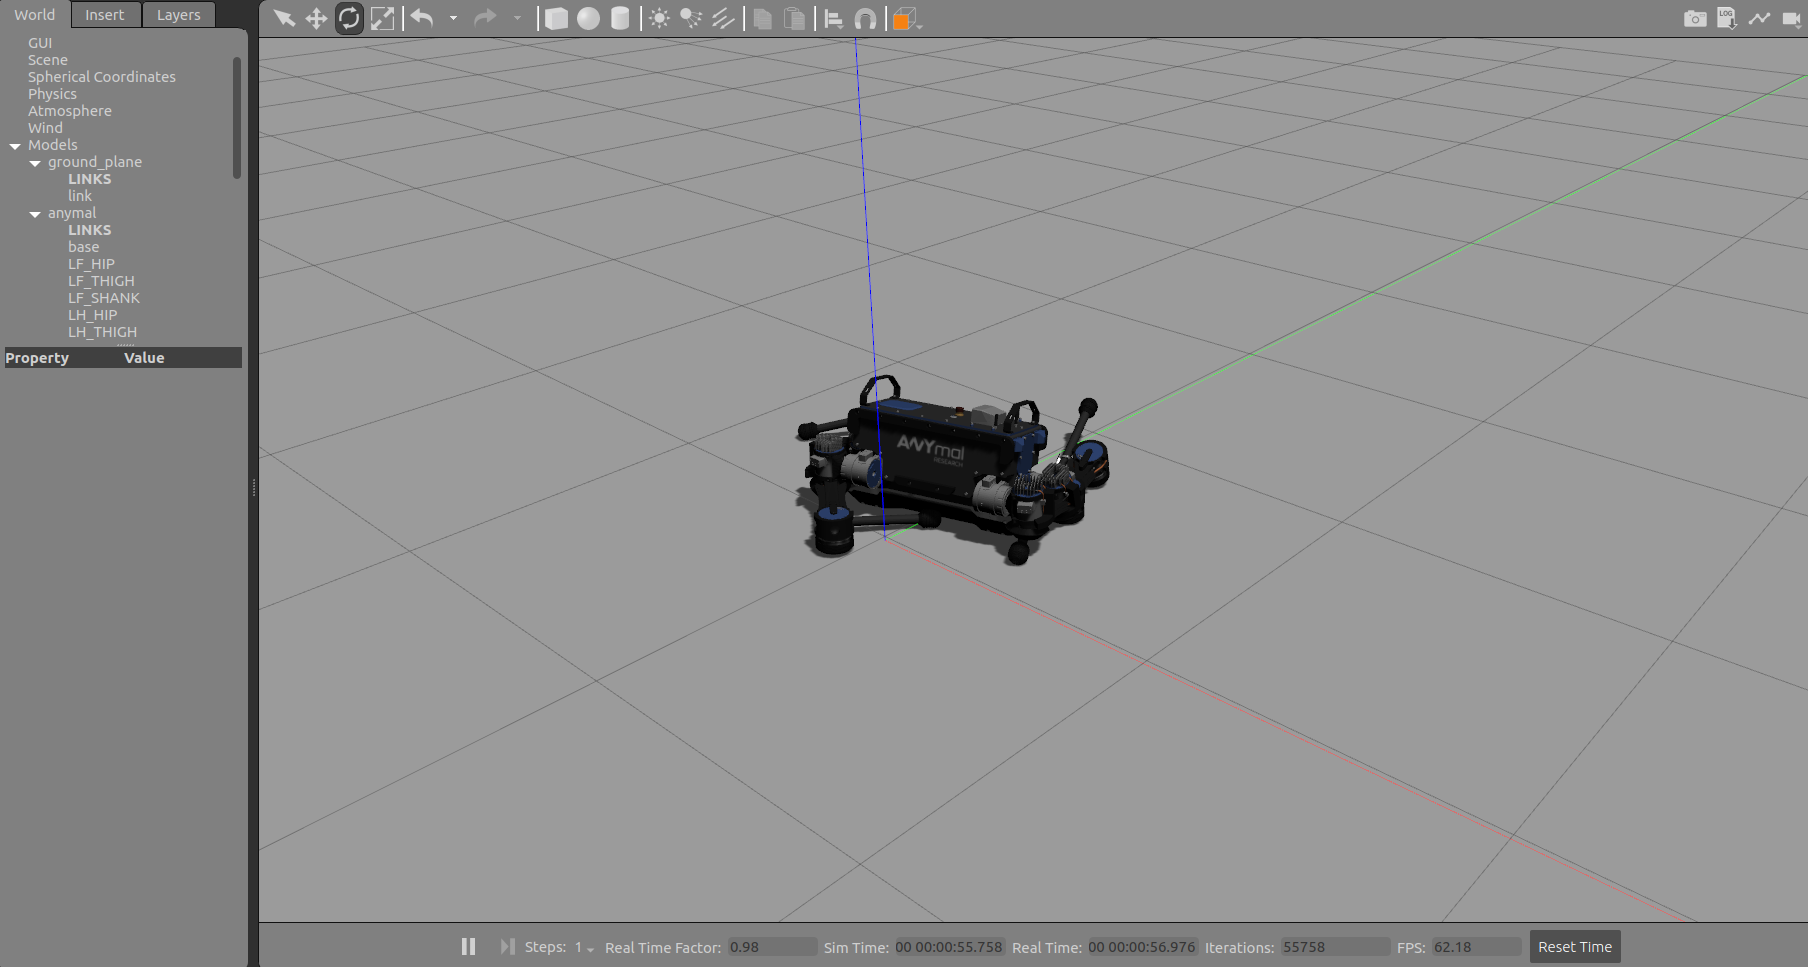 World Insert Layers
LOG
GUI
Scene
Spherical Coordinates
Physics
Atmosphere
Wind
Models
ground_plane
LINKS
link
anymal
LINKS
base
LF_HIP
LF_THIGH
LF_SHANK
LH_HIP
LH_THIGH
Property Value
ANYmal
RESEARCH
Steps: 1 Real Time Factor: 0.98 Sim Time: 00 00:00:55.758 Real Time: 00 00:00:56.976 Iterations: 55758 FPS: 62.18 Reset Time